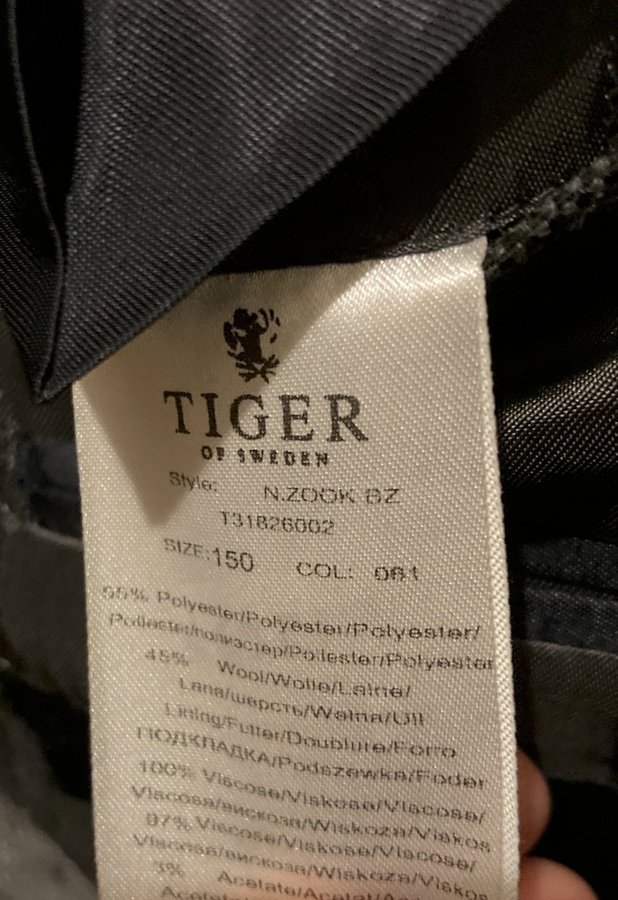 TIGER
OF SWEDEN
Style: N.ZOOK BZ
T31826002
SIZE:150 COL: 061
55% Polyester/Polyester/Polyester/
Poliester/полиэстер/Poliester/Polyester
45% Wool/Wolle/Laine/
Lana/шерсть/Wełna/Ull
Lining/Futter/Doublure/Forro
ПОДКЛАДКА/Podszewka/Foder
100% Viscose/Viskose/Viscose/
Viscosa/вискоза/Wiskoza/Viskos
97% Viscose/Viskose/Viscose/
Viscosa/вискоза/Wiskoza/Viskos
3% Acetate/Acetat/